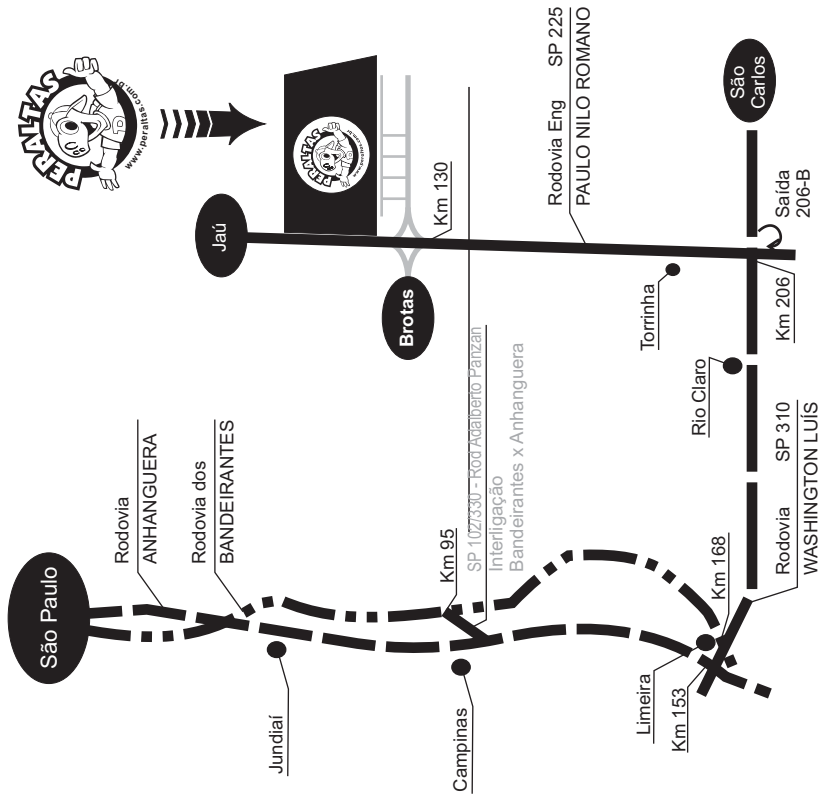 PERALTAS
www.peraltas.com.br
PERALTAS
Jaú
Brotas
Km 130
Rodovia Eng SP 225
PAULO NILO ROMANO
São
Carlos
Saída
206-B
Km 206
Torrinha
Rio Claro
Rodovia SP 310
WASHINGTON LUÍS
São Paulo
Rodovia
ANHANGUERA
Rodovia dos
BANDEIRANTES
Km 95
SP 102/330 - Rod Adalberto Panzan
Interligação
Bandeirantes x Anhanguera
Km 168
Jundiaí
Campinas
Limeira
Km 153